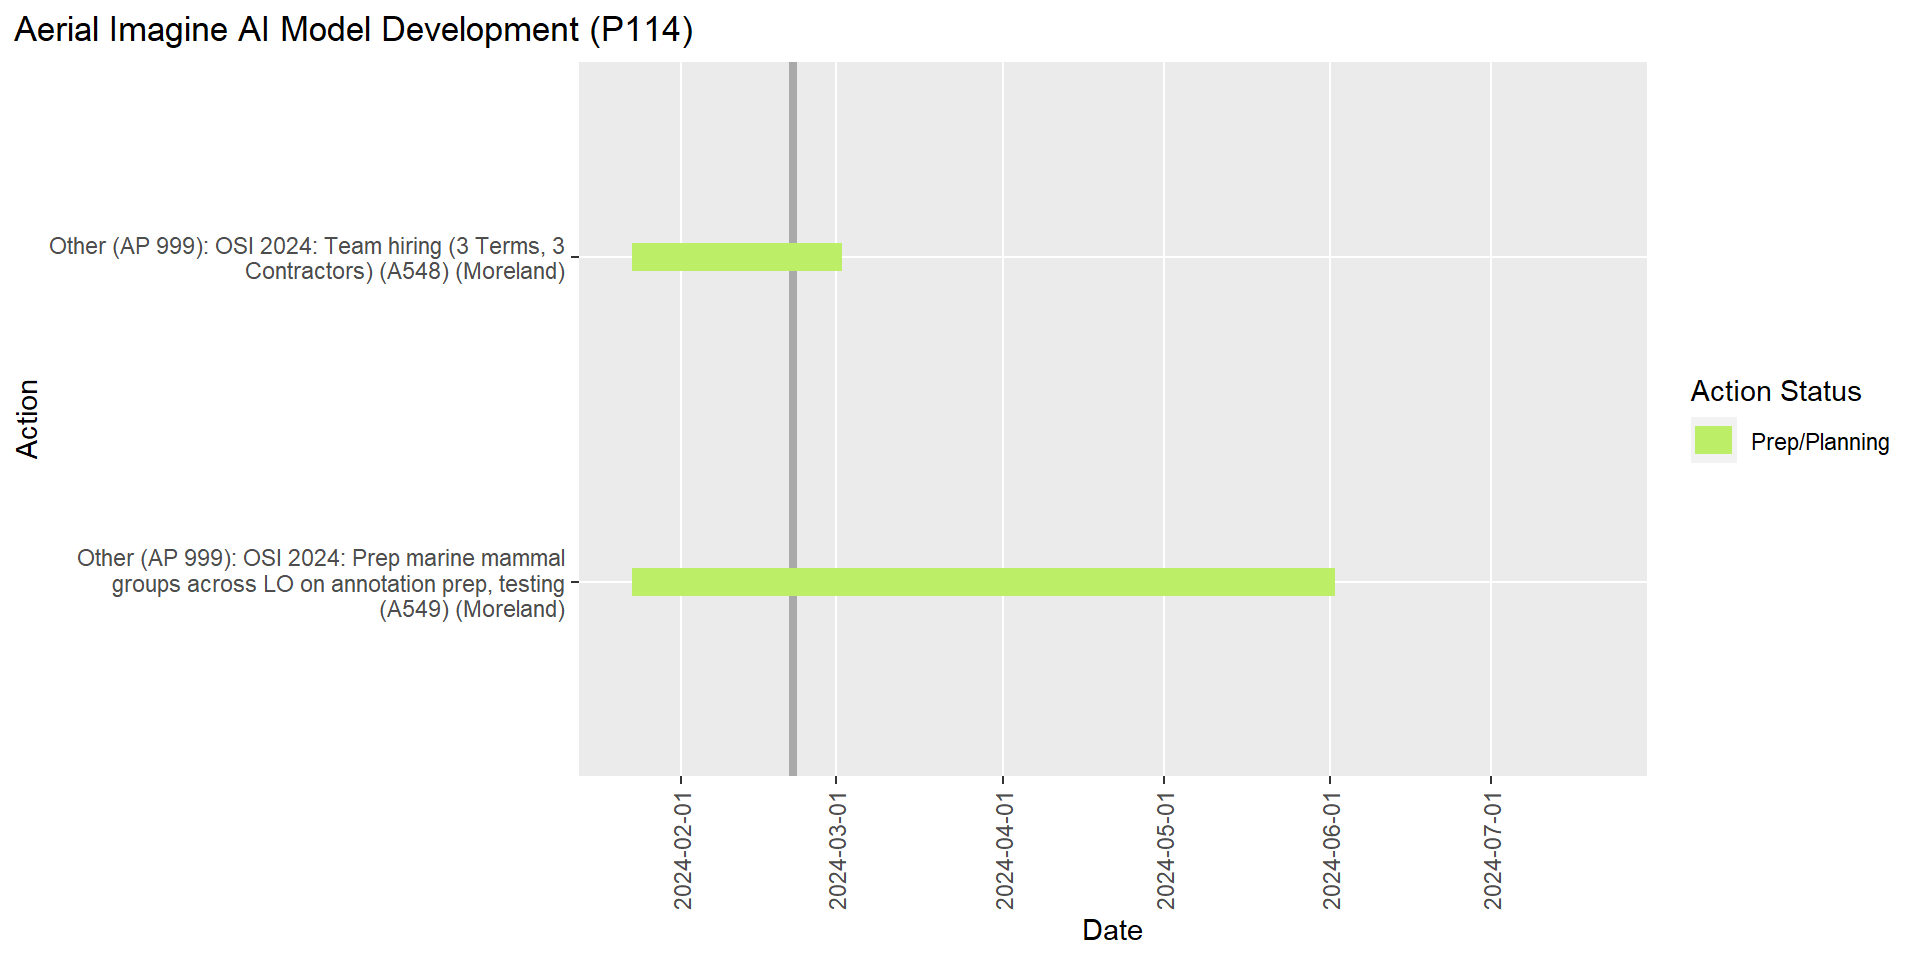 Aerial Imagine AI Model Development (P114)
Action
Other (AP 999): OSI 2024: Team hiring (3 Terms, 3
Contractors) (A548) (Moreland)
Other (AP 999): OSI 2024: Prep marine mammal
groups across LO on annotation prep, testing
(A549) (Moreland)
2024-02-01
2024-03-01
2024-04-01
2024-05-01
2024-06-01
2024-07-01
Date
Action Status
Prep/Planning